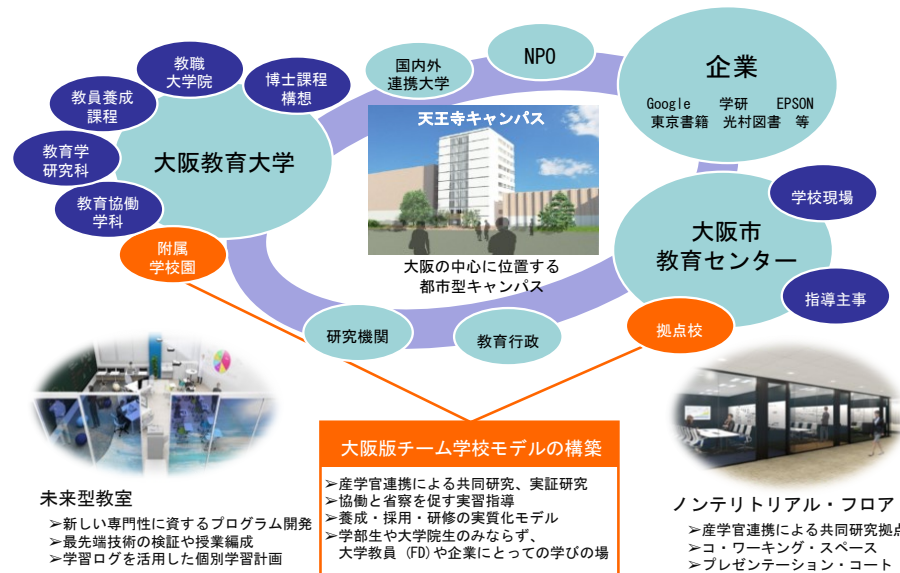 教職
大学院
博士課程
構想
教員養成
課程
教育学
研究科
教育協働
学科
附属
学校園
大阪教育大学
国内外
連携大学
NPO
企業
Google 学研 EPSON
東京書籍 光村図書 等
天王寺キャンパス
大阪の中心に位置する
都市型キャンパス
学校現場
大阪市
教育センター
指導主事
拠点校
研究機関
教育行政
大阪版チーム学校モデルの構築
➢産学官連携による共同研究、実証研究
➢協働と省察を促す実習指導
➢養成・採用・研修の実質化モデル
➢学部生や大学院生のみならず、
大学教員(FD)や企業にとっての学びの場
未来型教室
➢新しい専門性に資するプログラム開発
➢最先端技術の検証や授業編成
➢学習ログを活用した個別学習計画
ノンテリトリアル・フロア
➢産学官連携による共同研究拠点
➢コ・ワーキング・スペース
➢プレゼンテーション・コート